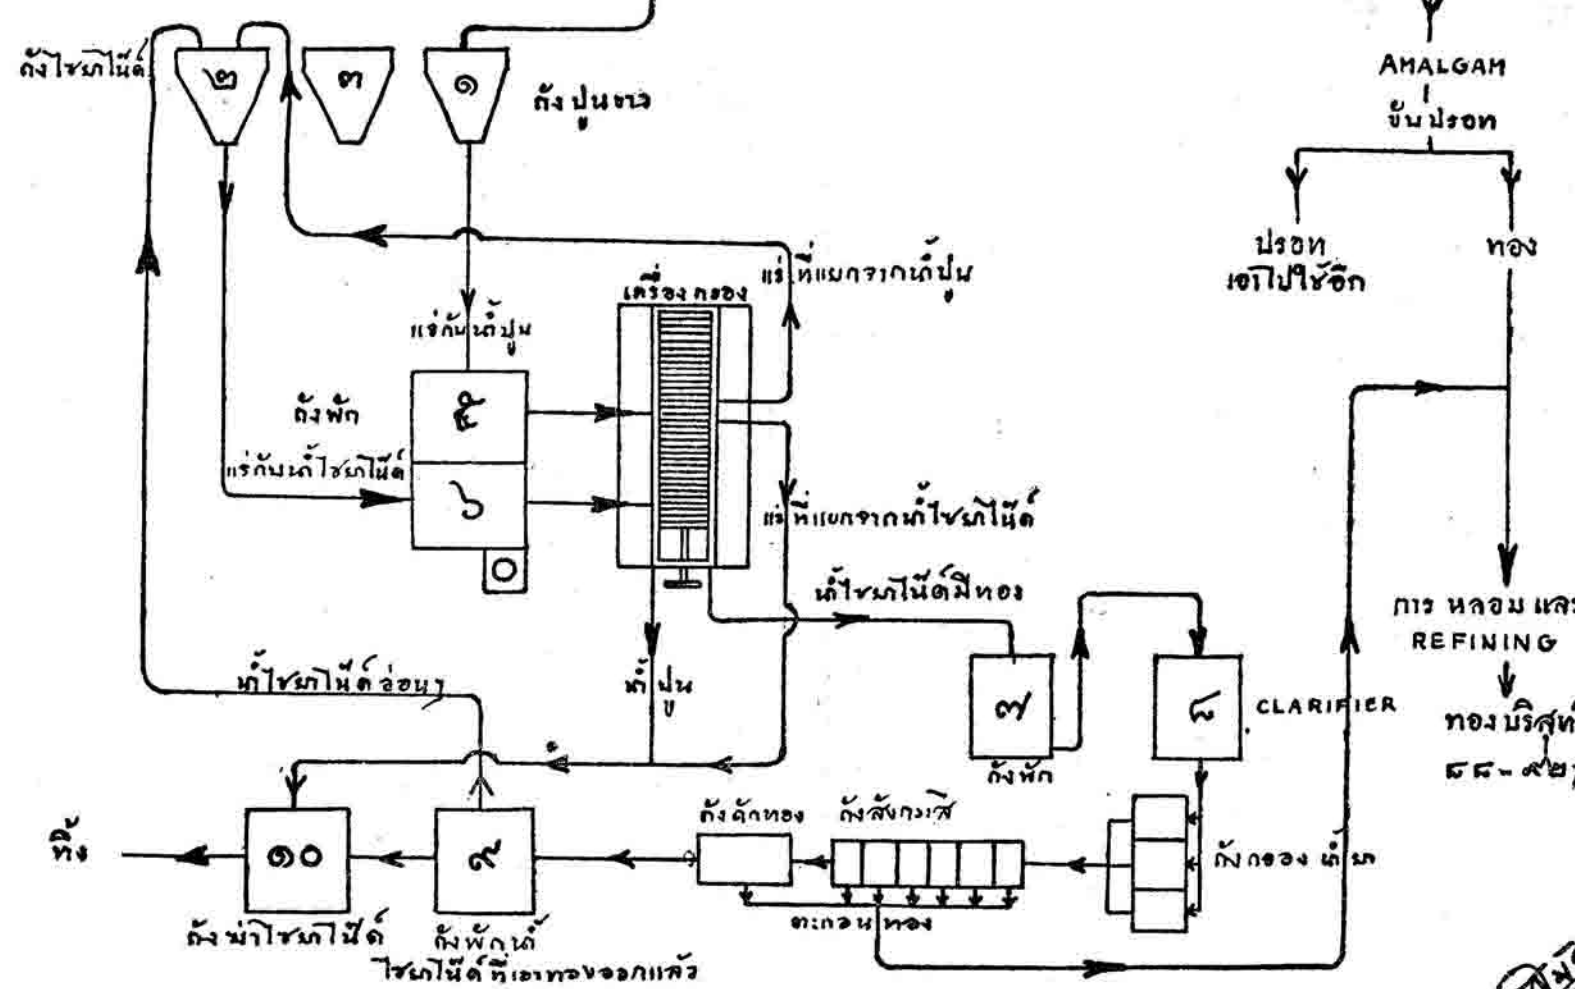 ถังไซยาไน๊ด์
๒
๓
๑
ถังปูนขาว
AMALGAM
ขันปรอท
ปรอท
เอาไปใช้อีก
ทอง
แร่ที่แยกจากน้ำปูน
เครื่องกรอง
แร่กับน้ำปูน
ถังพัก
๕
แร่กับน้ำไซยาไน๊ด์
๖
แร่ที่แยกจากน้ำไซยาไน๊ด์
น้ำไซยาไน๊ด์มีทอง
การ หลอม และ
REFINING
น้ำไซยาไน๊ด์อ่อนๆ
น้ำปูน
๗
๘
CLARIFIER
ถังพัก
ทองบริสุทธิ์
ทิ้ง
๑๐
๙
ถังดักทอง
ถังสังกะสี
ถังกรองน้ำยา
ตะกอนทอง
ถังฆ่าไซยาไน๊ด์
ถังพักน้ำ
ไซยาไน๊ด์ที่เอาทองออกแล้ว